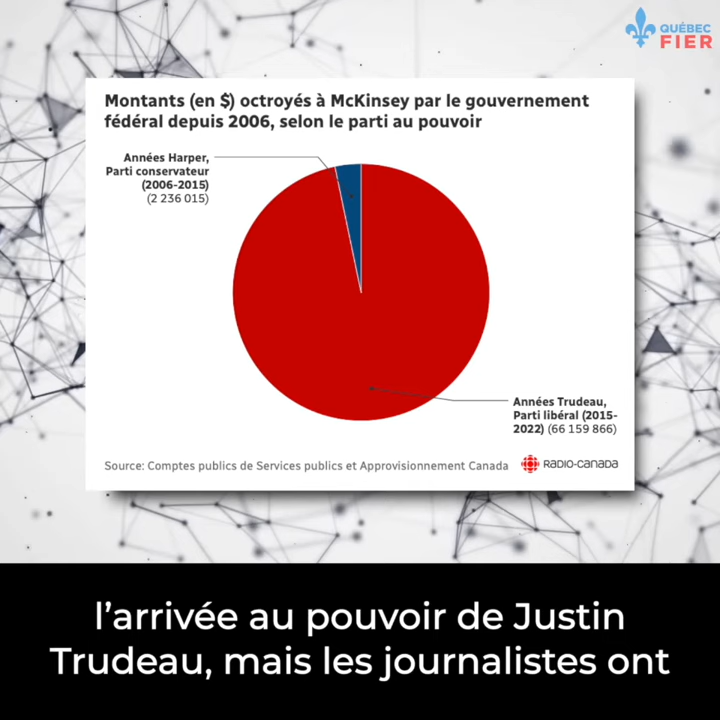 QUÉBEC
FIER
Montants (en $) octroyés à McKinsey par le gouvernement
fédéral depuis 2006, selon le parti au pouvoir
Années Harper,
Parti conservateur
(2006-2015)
(2 236 015)
Années Trudeau,
Parti libéral (2015-
2022) (66 159 866)
Source: Comptes publics de Services publics et Approvisionnement Canada
RADIO-CANADA
l’arrivée au pouvoir de Justin
Trudeau, mais les journalistes ont